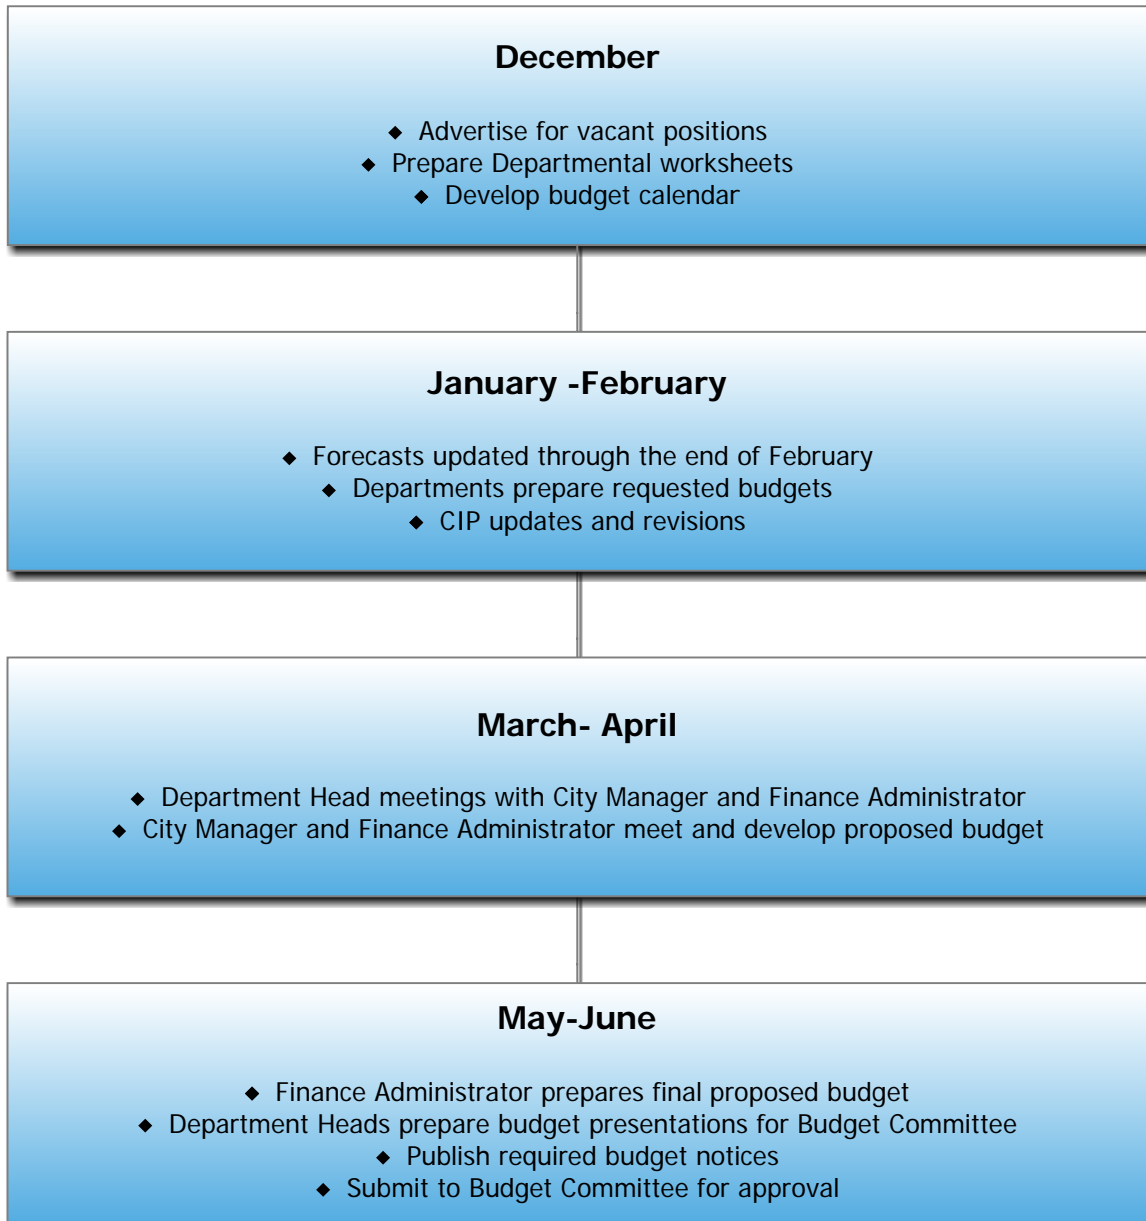 December
◆ Advertise for vacant positions
◆ Prepare Departmental worksheets
◆ Develop budget calendar
January -February
◆ Forecasts updated through the end of February
◆ Departments prepare requested budgets
◆ CIP updates and revisions
March- April
◆ Department Head meetings with City Manager and Finance Administrator
◆ City Manager and Finance Administrator meet and develop proposed budget
May-June
◆ Finance Administrator prepares final proposed budget
◆ Department Heads prepare budget presentations for Budget Committee
◆ Publish required budget notices
◆ Submit to Budget Committee for approval